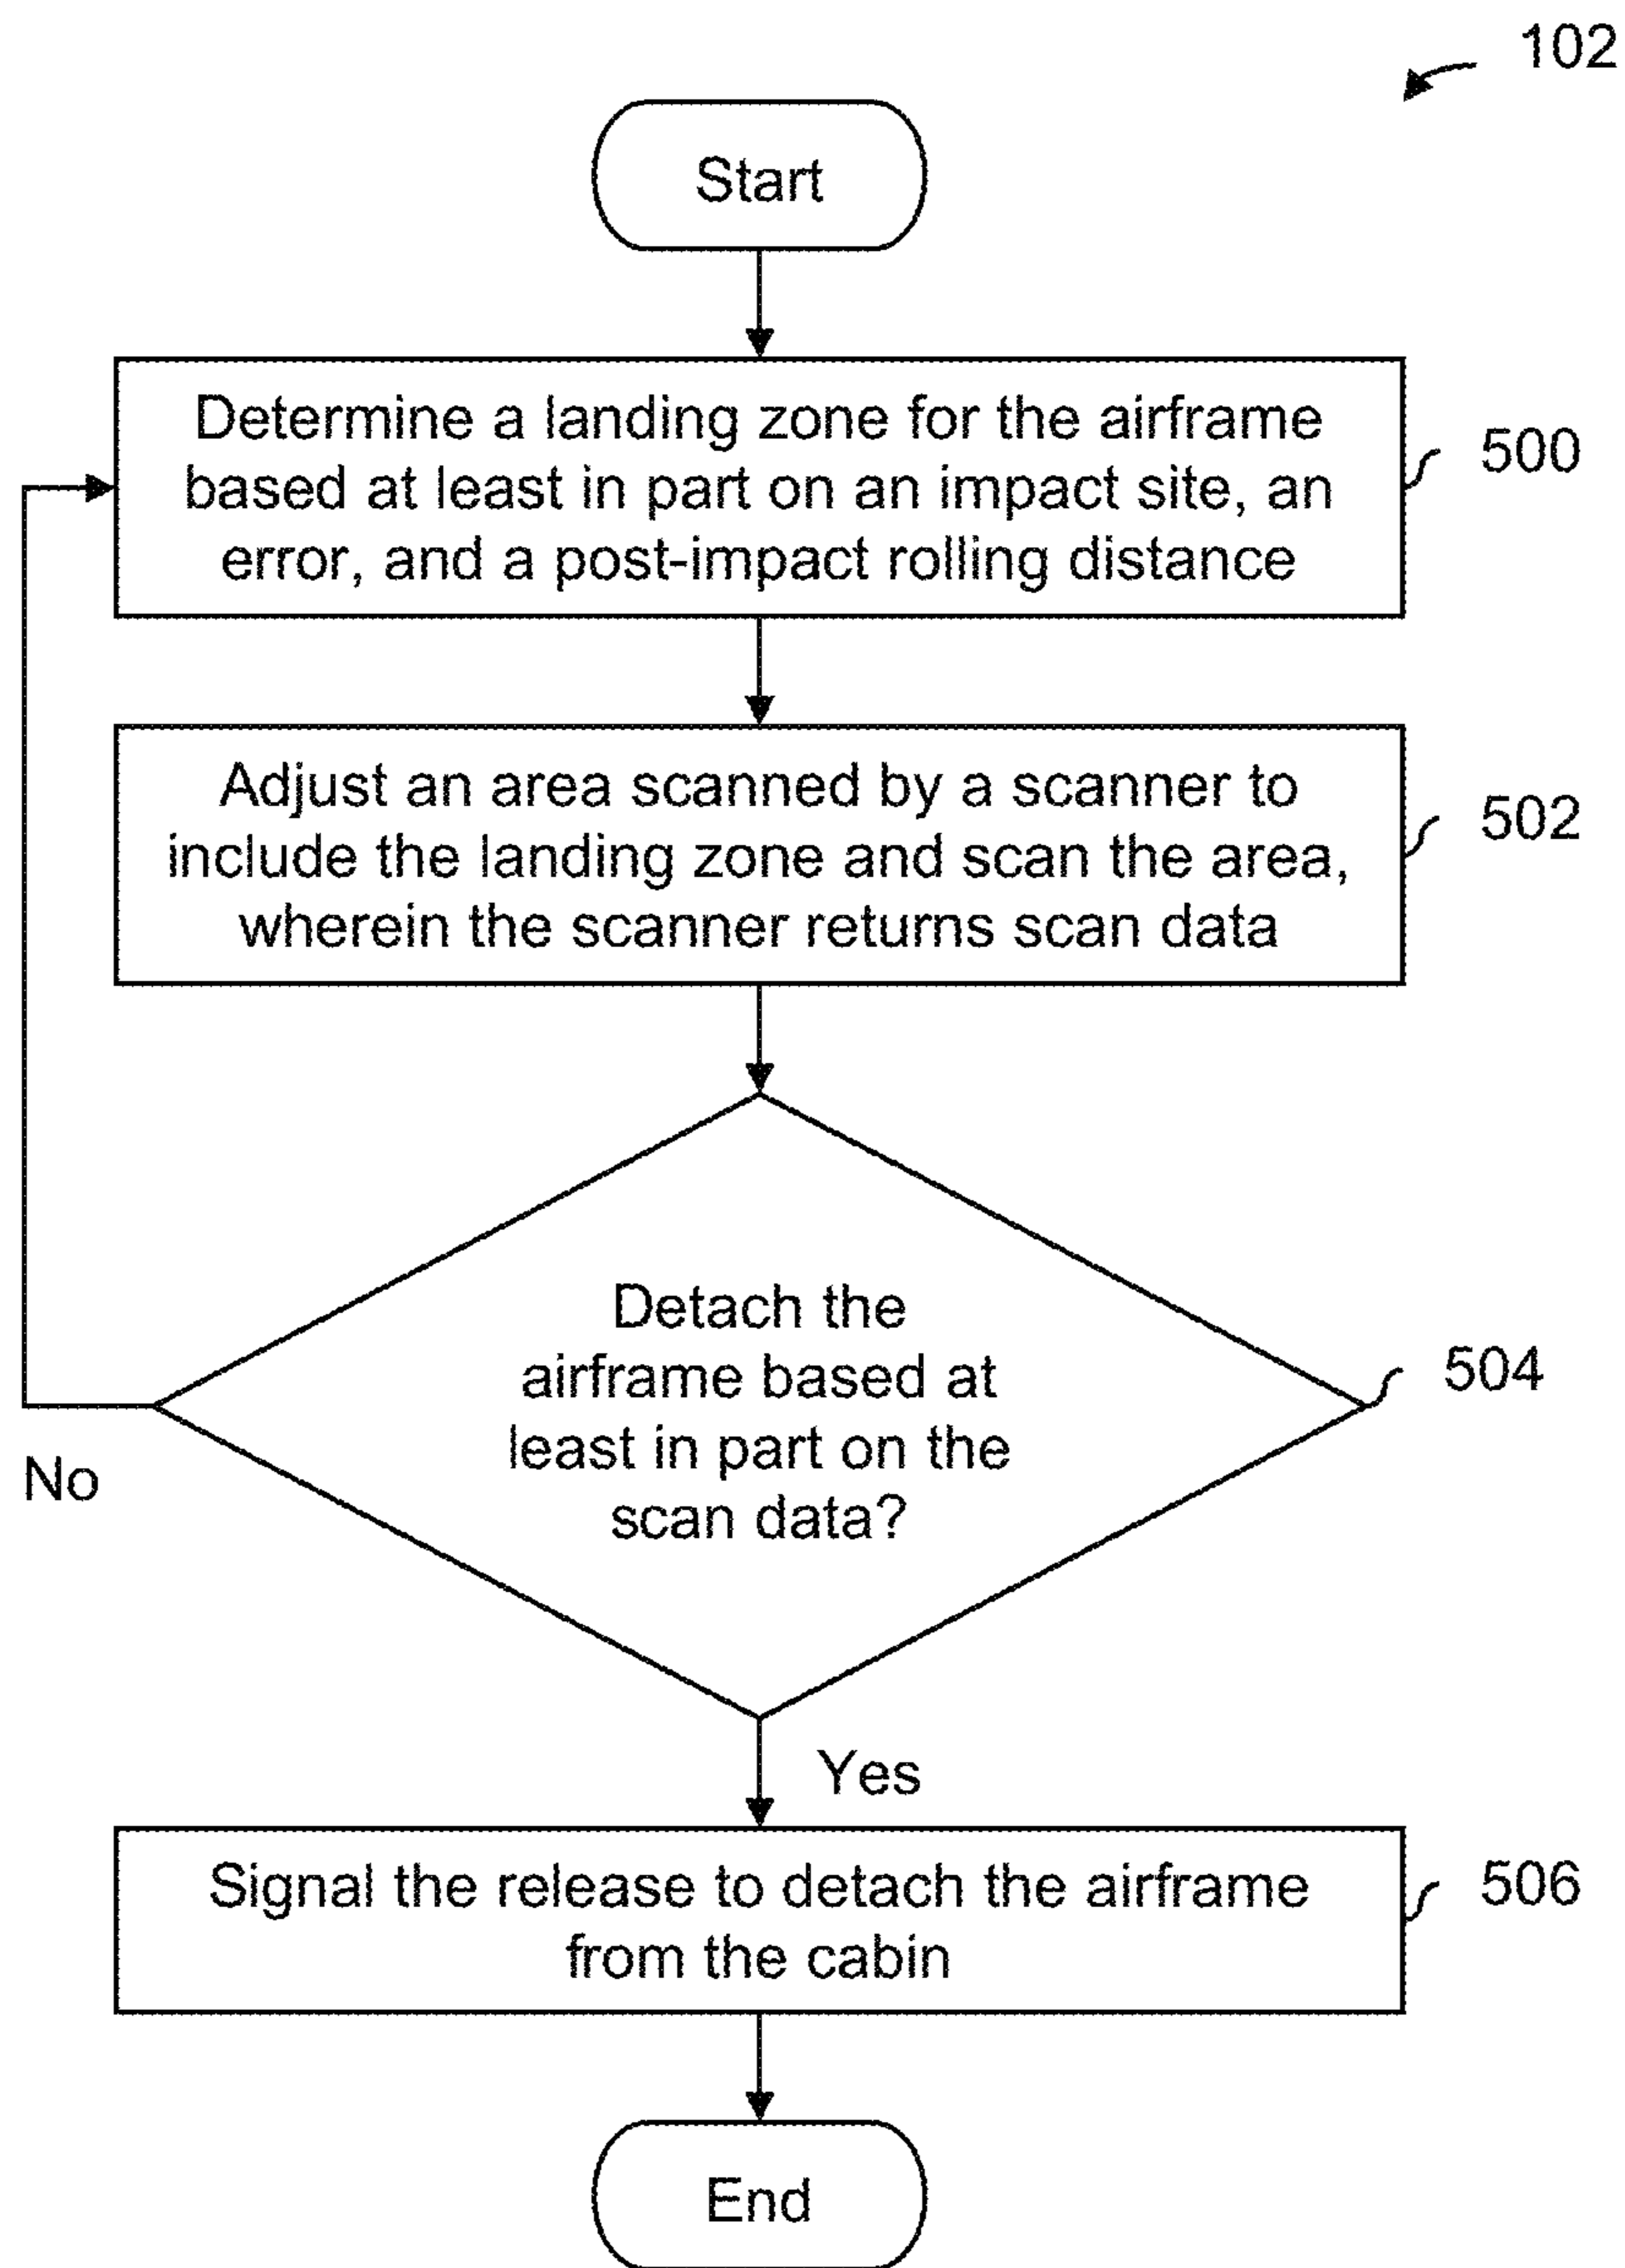 102
Start
Determine a landing zone for the airframe
based at least in part on an impact site, an
error, and a post-impact rolling distance
500
Adjust an area scanned by a scanner to
include the landing zone and scan the area,
wherein the scanner returns scan data
502
Detach the
airframe based at
least in part on the
scan data?
504
No
Yes
Signal the release to detach the airframe
from the cabin
506
End